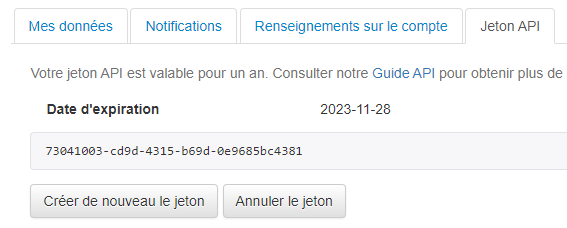 Mes données Notifications Renseignements sur le compte Jeton API
Votre jeton API est valable pour un an. Consulter notre Guide API pour obtenir plus de
Date d'expiration 2023-11-28
73041003-cd9d-4315-b69d-0e9685bc4381
Créer de nouveau le jeton Annuler le jeton